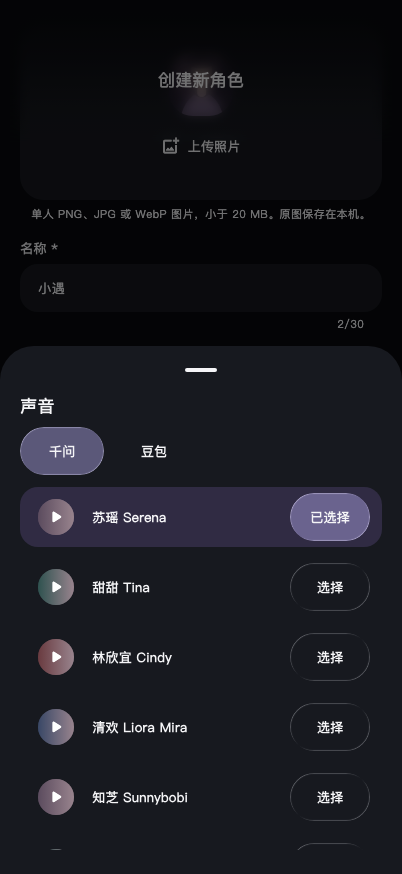 创建新角色
上传照片
单人 PNG、JPG 或 WebP 图片，小于 20 MB。原图保存在本机。
名称 *
小遇
2/30
声音
千问
豆包
苏瑶 Serena
已选择
甜甜 Tina
选择
林欣宜 Cindy
选择
清欢 Liora Mira
选择
知芝 Sunnybobi
选择